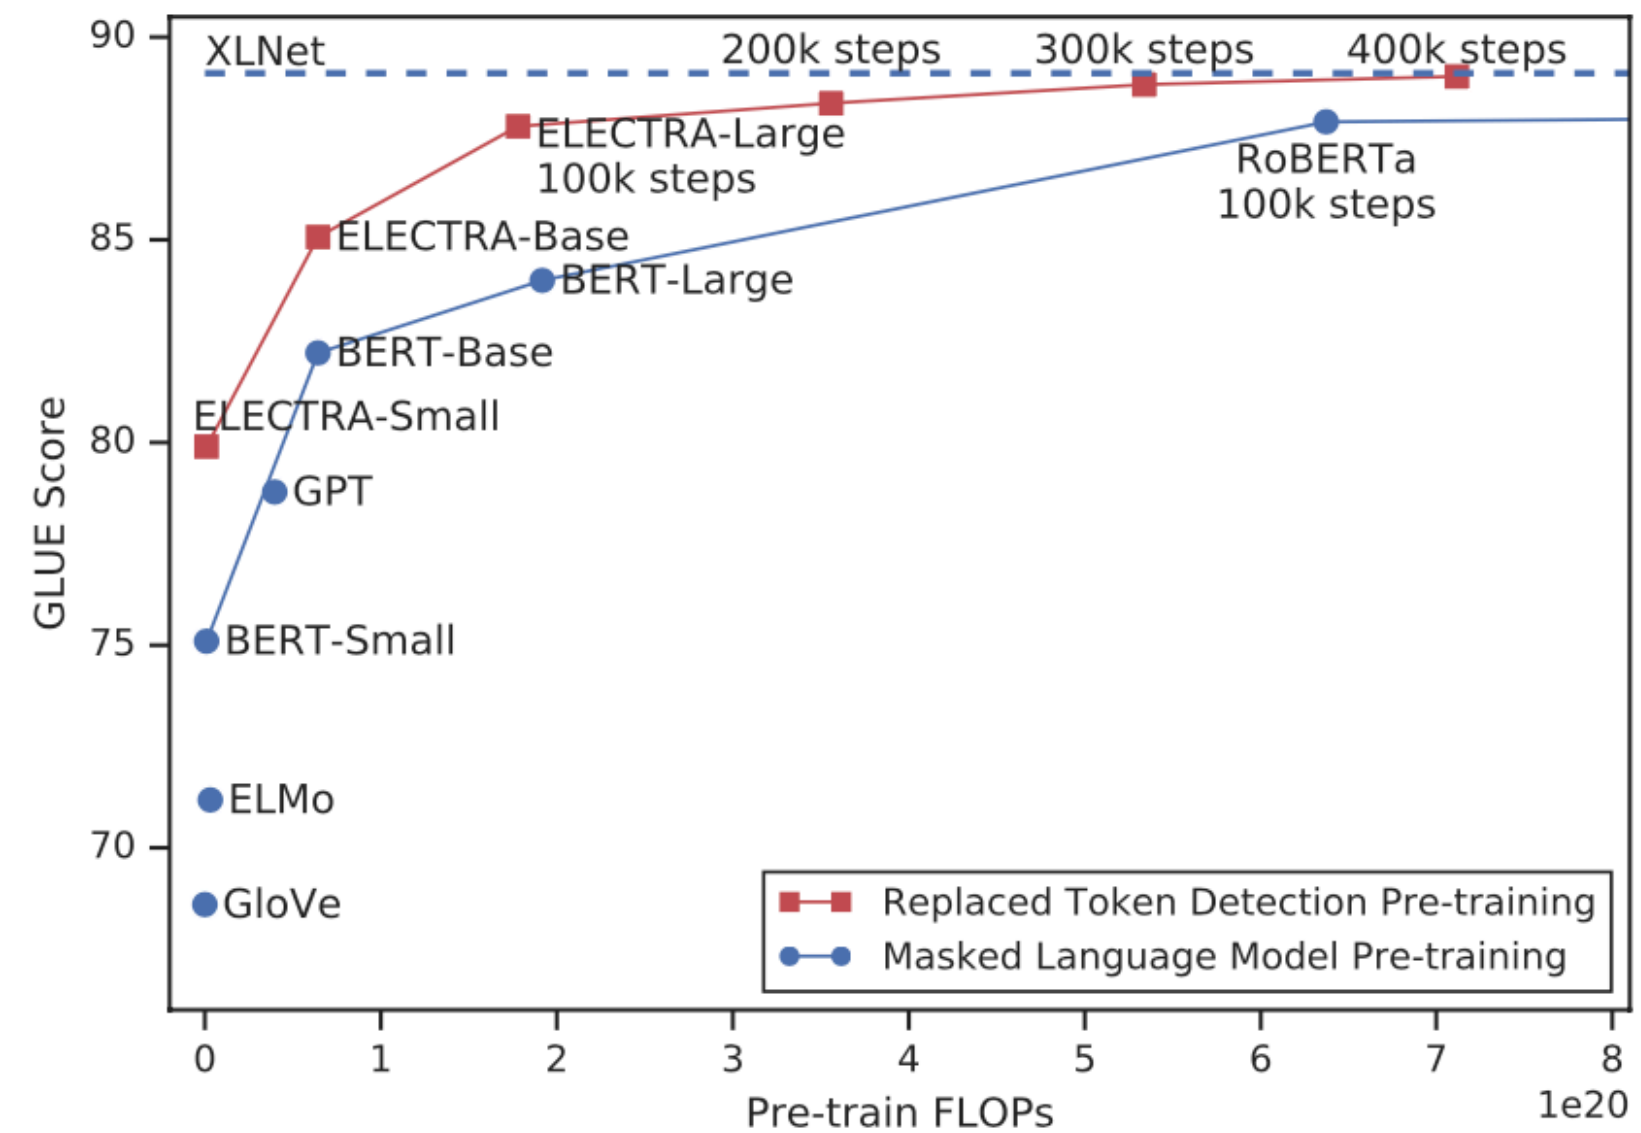 90
XLNet
200k steps
300k steps
400k steps
ELECTRA-Large
100k steps
RoBERTa
100k steps
85
ELECTRA-Base
BERT-Large
BERT-Base
ELECTRA-Small
80
GPT
GLUE Score
75
BERT-Small
ELMo
70
GloVe
Replaced Token Detection Pre-training
Masked Language Model Pre-training
0 1 2 3 4 5 6 7 8
1e20
Pre-train FLOPs